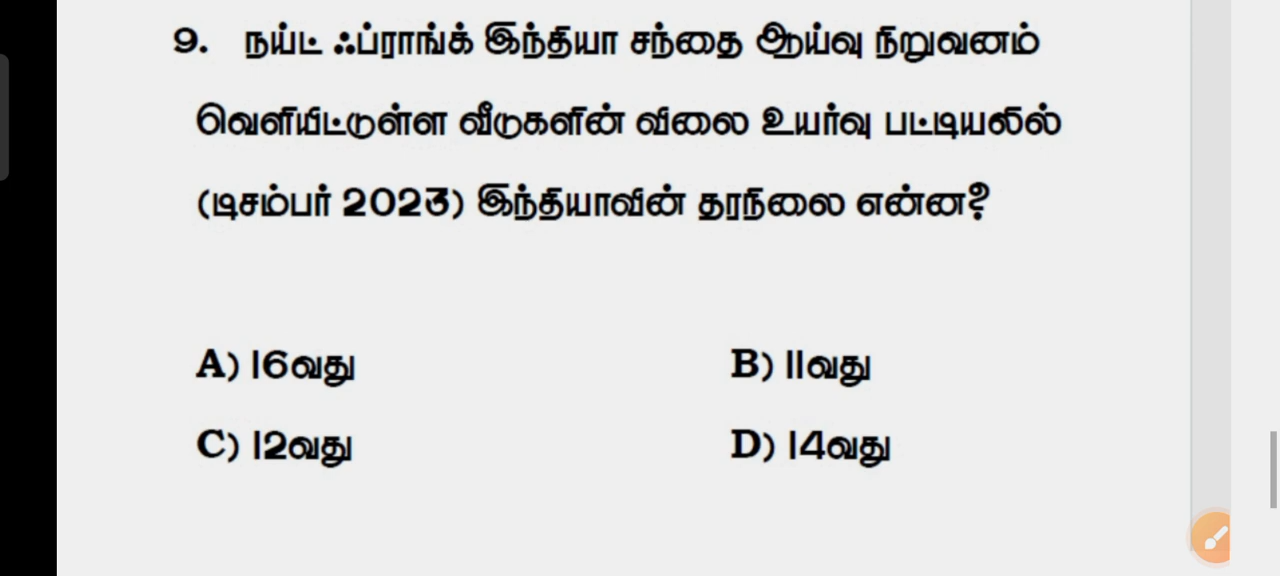 9. நய்ட் ஃப்ராங்க் இந்தியா சந்தை ஆய்வு நிறுவனம்
வெளியிட்டுள்ள வீடுகளின் விலை உயர்வு பட்டியலில்
(டிசம்பர் 2023) இந்தியாவின் தரநிலை என்ன?
A) 16வது
B) 11வது
C) 12வது
D) 14வது